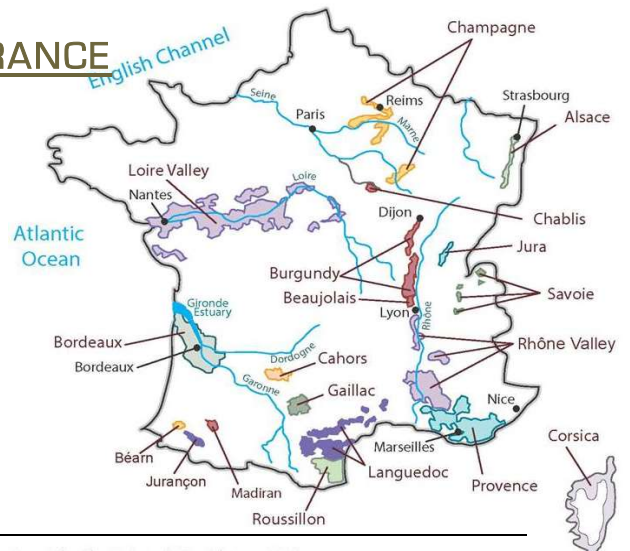 RANCE
English Channel
Champagne
Seine
Reims
Strasbourg
Paris
Marne
Alsace
Loire Valley
Loire
Nantes
Dijon
Chablis
Atlantic
Ocean
Jura
Burgundy
Beaujolais
Savoie
Gironde
Estuary
Lyon
Rhône
Bordeaux
Rhône Valley
Bordeaux
Dordogne
Cahors
Garonne
Gaillac
Nice
Marseilles
Corsica
Béarn
Jurançon
Languedoc
Madiran
Provence
Roussillon